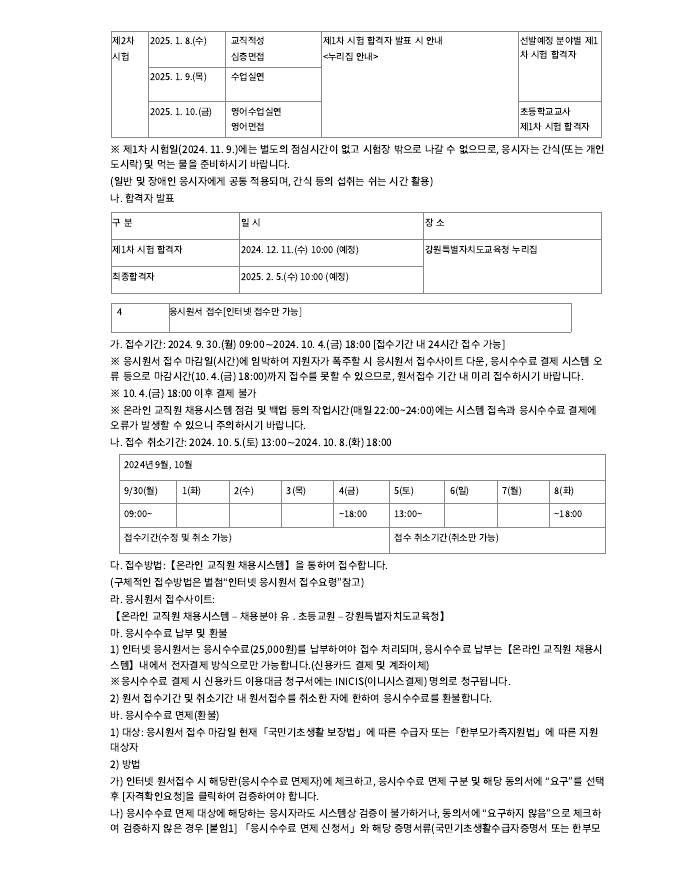 제2차
시험
2025. 1. 8.(수)
교직적성
심층면접
제1차 시험 합격자 발표 시 안내
<누리집 안내>
선발예정 분야별 제1
차 시험 합격자
2025. 1. 9.(목)
수업실연
2025. 1. 10.(금)
영어수업실연
영어면접
초등학교교사
제1차 시험 합격자
※ 제1차 시험일(2024. 11. 9.)에는 별도의 점심시간이 없고 시험장 밖으로 나갈 수 없으므로, 응시자는 간식(또는 개인
도시락) 및 먹는 물을 준비하시기 바랍니다.
(일반 및 장애인 응시자에게 공통 적용되며, 간식 등의 섭취는 쉬는 시간 활용)
나. 합격자 발표
구 분
일 시
장 소
제1차 시험 합격자
2024. 12. 11.(수) 10:00 (예정)
강원특별자치도교육청 누리집
최종합격자
2025. 2. 5.(수) 10:00 (예정)
4
응시원서 접수[인터넷 접수만 가능]
가. 접수기간: 2024. 9. 30.(월) 09:00~2024. 10. 4.(금) 18:00 [접수기간 내 24시간 접수 가능]
※ 응시원서 접수 마감일(시간)에 임박하여 지원자가 폭주할 시 응시원서 접수사이트 다운, 응시수수료 결제 시스템 오
류 등으로 마감시간(10. 4.(금) 18:00)까지 접수를 못할 수 있으므로, 원서접수 기간 내 미리 접수하시기 바랍니다.
※ 10. 4.(금) 18:00 이후 결제 불가
※ 온라인 교직원 채용시스템 점검 및 백업 등의 작업시간(매일 22:00~24:00)에는 시스템 접속과 응시수수료 결제에
오류가 발생할 수 있으니 주의하시기 바랍니다.
나. 접수 취소기간: 2024. 10. 5.(토) 13:00~2024. 10. 8.(화) 18:00
2024년 9월, 10월
9/30(월) 1(화) 2(수) 3(목) 4(금) 5(토) 6(일) 7(월) 8(화)
09:00~ ~18:00 13:00~ ~18:00
접수기간(수정 및 취소 가능) 접수 취소기간(취소만 가능)
다. 접수방법:【온라인 교직원 채용시스템】을 통하여 접수합니다.
(구체적인 접수방법은 별첨“인터넷 응시원서 접수요령”참고)
라. 응시원서 접수사이트:
【온라인 교직원 채용시스템 – 채용분야 유 . 초등교원 – 강원특별자치도교육청】
마. 응시수수료 납부 및 환불
1) 인터넷 응시원서는 응시수수료(25,000원)를 납부하여야 접수 처리되며, 응시수수료 납부는【온라인 교직원 채용시
스템】내에서 전자결제 방식으로만 가능합니다.(신용카드 결제 및 계좌이체)
※ 응시수수료 결제 시 신용카드 이용대금 청구서에는 INICIS(이니시스결제) 명의로 청구됩니다.
2) 원서 접수기간 및 취소기간 내 원서접수를 취소한 자에 한하여 응시수수료를 환불합니다.
바. 응시수수료 면제(환불)
1) 대상: 응시원서 접수 마감일 현재「국민기초생활 보장법」에 따른 수급자 또는「한부모가족지원법」에 따른 지원
대상자
2) 방법
가) 인터넷 원서접수 시 해당란(응시수수료 면제자)에 체크하고, 응시수수료 면제 구분 및 해당 동의서에 “요구”를 선택
후 [자격확인요청]을 클릭하여 검증하여야 합니다.
나) 응시수수료 면제 대상에 해당하는 응시자라도 시스템상 검증이 불가하거나, 동의서에 “요구하지 않음”으로 체크하
여 검증하지 않은 경우 [붙임1] 「응시수수료 면제 신청서」와 해당 증명서류(국민기초생활수급자증명서 또는 한부모